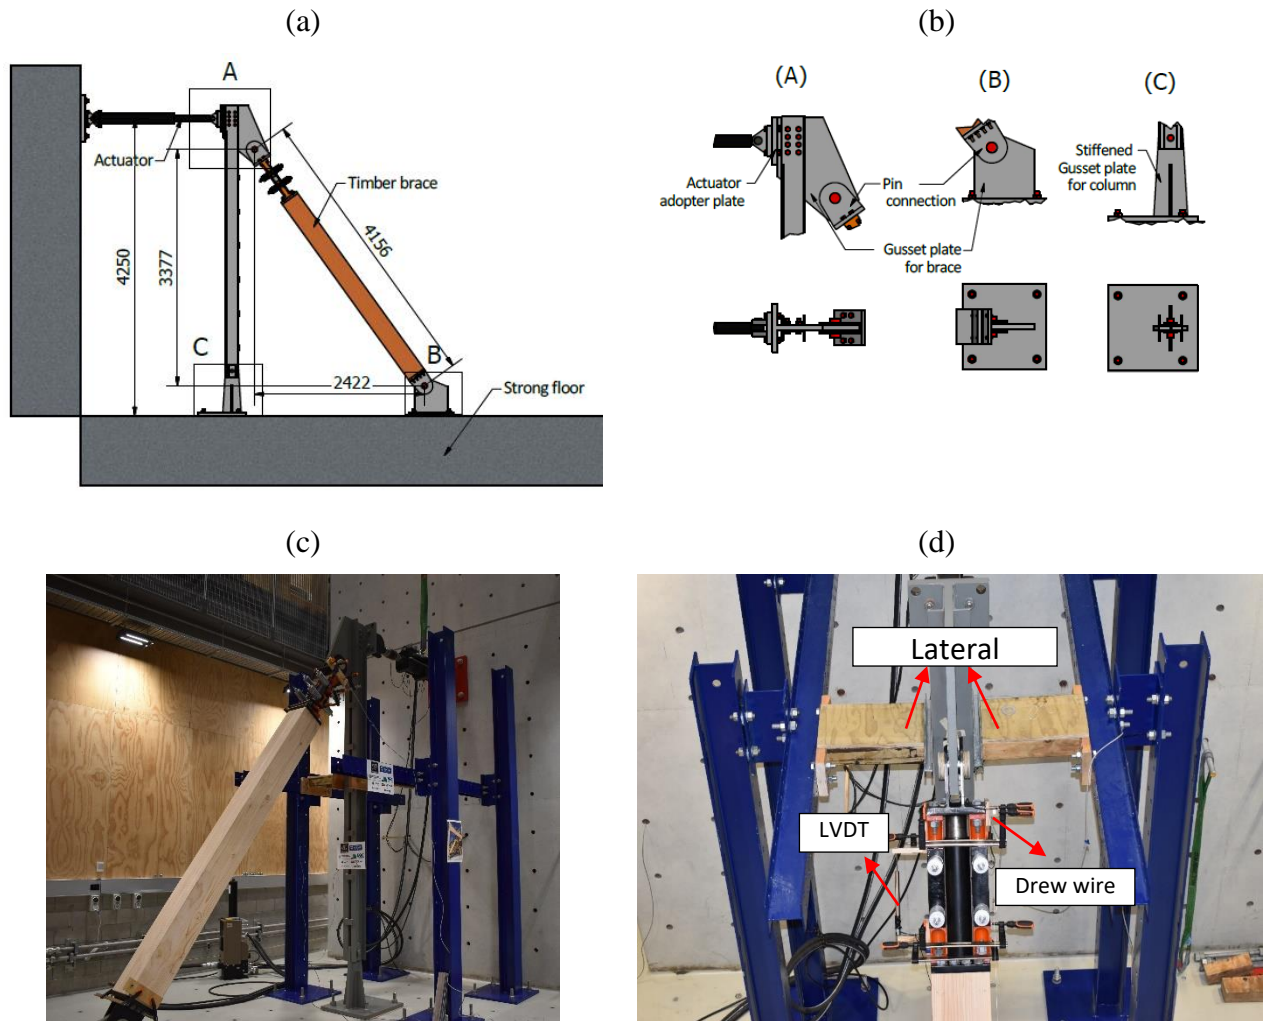 (a)
(b)
A
Actuator
Timber brace
4156
4250
3377
C
B
2422
Strong floor
(A)
(B)
(C)
Actuator
adopter plate
Pin
connection
Gusset plate
for brace
Stiffened
Gusset plate
for column
(c)
(d)
Lateral
LVDT
Drew wire